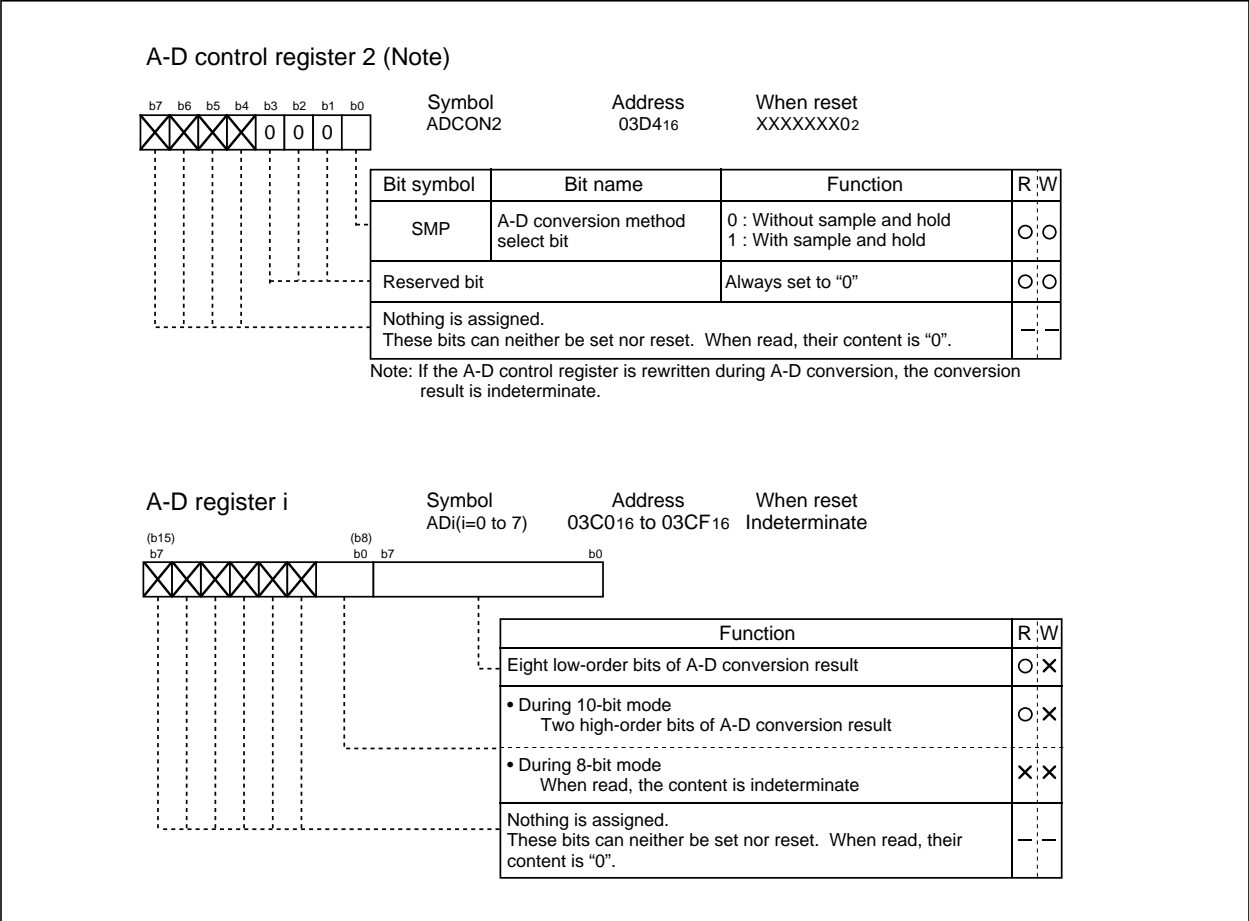 A-D control register 2 (Note)
b7 b6 b5 b4 b3 b2 b1 b0
Symbol Address When reset
ADCON2 03D416 XXXXXXX02
0 0 0
Bit symbol Bit name Function R W
SMP A-D conversion method select bit 0 : Without sample and hold
1 : With sample and hold
Reserved bit Always set to “0”
Nothing is assigned.
These bits can neither be set nor reset. When read, their content is “0”.
Note: If the A-D control register is rewritten during A-D conversion, the conversion
result is indeterminate.
A-D register i
Symbol Address When reset
ADi(i=0 to 7) 03C016 to 03CF16 Indeterminate
(b15) (b8)
b7 b0 b7 b0
Function R W
Eight low-order bits of A-D conversion result
• During 10-bit mode
Two high-order bits of A-D conversion result
• During 8-bit mode
When read, the content is indeterminate
Nothing is assigned.
These bits can neither be set nor reset. When read, their
content is “0”.